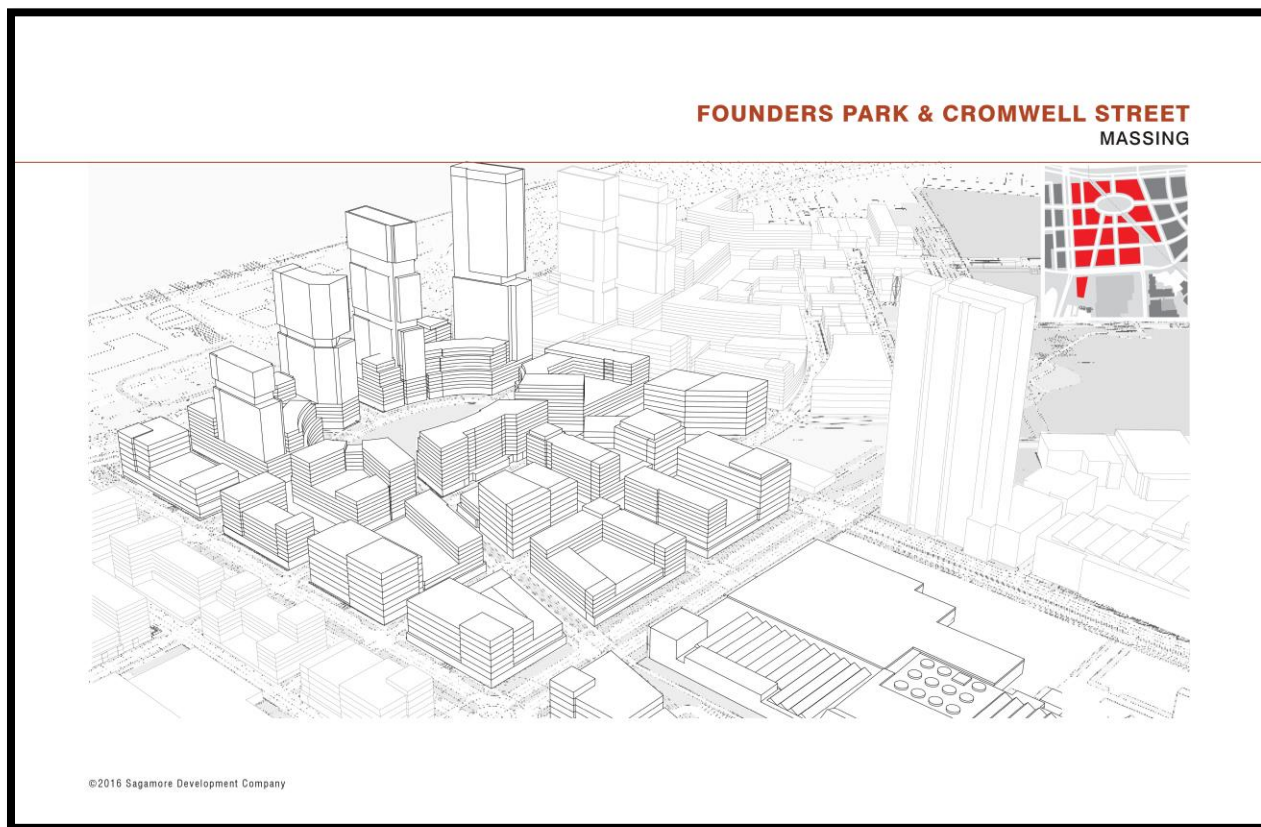 FOUNDERS PARK & CROMWELL STREET
MASSING
©2016 Sagamore Development Company